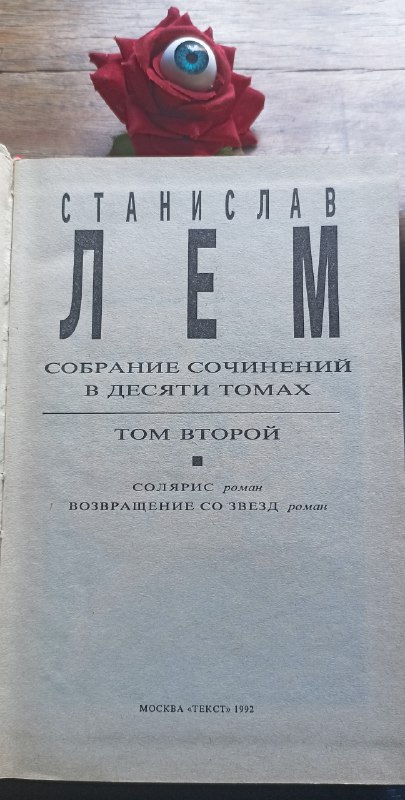 СТАНИСЛАВ
ЛЕМ
СОБРАНИЕ СОЧИНЕНИЙ
В ДЕСЯТИ ТОМАХ
ТОМ ВТОРОЙ
СОЛЯРИС роман
ВОЗВРАЩЕНИЕ СО ЗВЕЗД роман
МОСКВА «ТЕКСТ» 1992